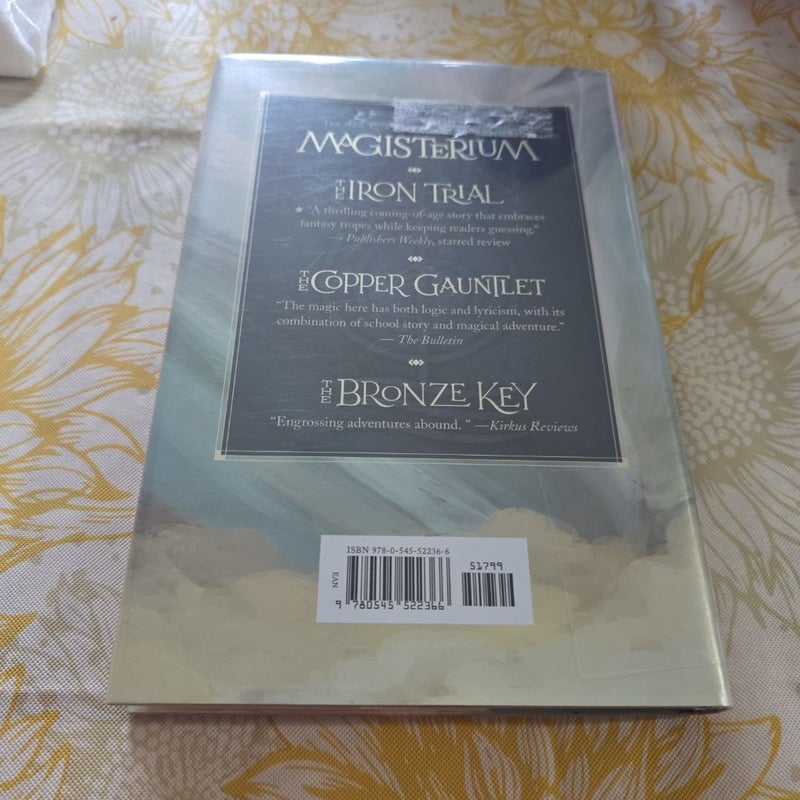 MAGISTERIUM
THE IRON TRIAL
★ "A thrilling coming-of-age story that embraces
fantasy tropes while keeping readers guessing."
— Publishers Weekly, starred review
THE COPPER GAUNTLET
"The magic here has both logic and lyricism, with its
combination of school story and magical adventure."
— The Bulletin
THE BRONZE KEY
"Engrossing adventures abound. " —Kirkus Reviews
ISBN 978-0-545-52236-6
51799
EAN
9 780545 522366